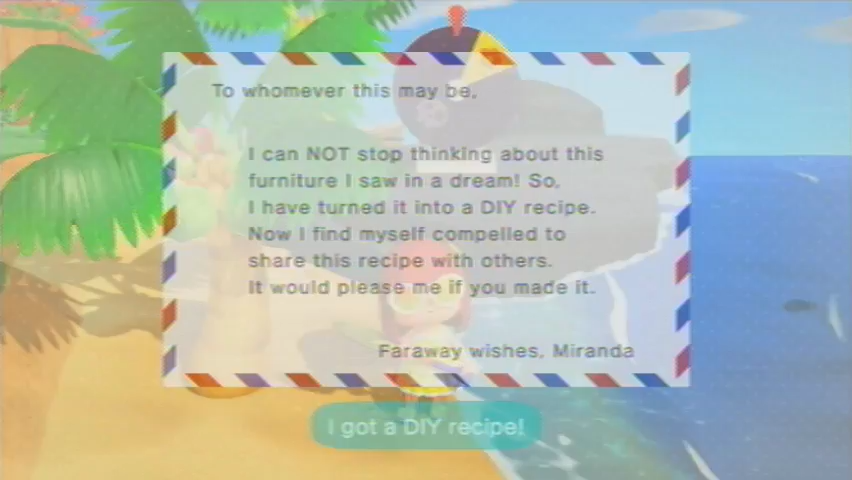 To whomever this may be,
I can NOT stop thinking about this
furniture I saw in a dream! So,
I have turned it into a DIY recipe.
Now I find myself compelled to
share this recipe with others.
It would please me if you made it.
Faraway wishes, Miranda
I got a DIY recipe!